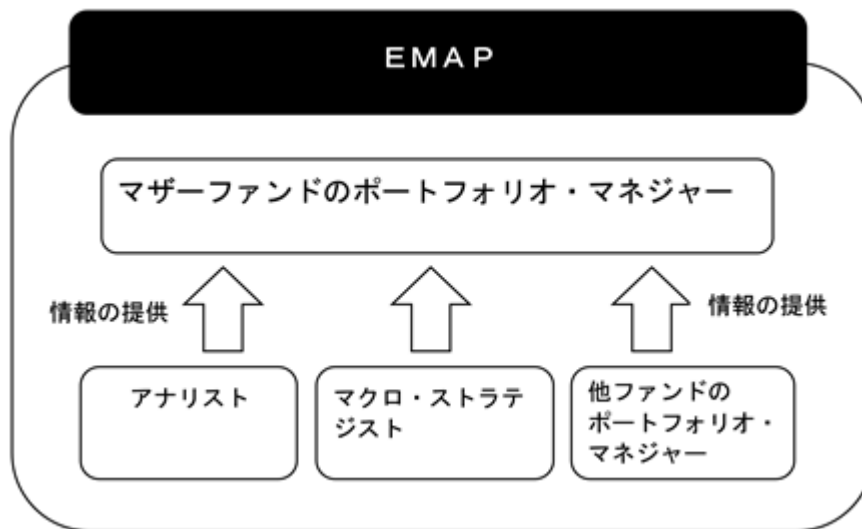 ＥＭＡＰ
マザーファンドのポートフォリオ・マネジャー
情報の提供
情報の提供
アナリスト
マクロ・ストラテ
ジスト
他ファンドの
ポートフォリオ・
マネジャー